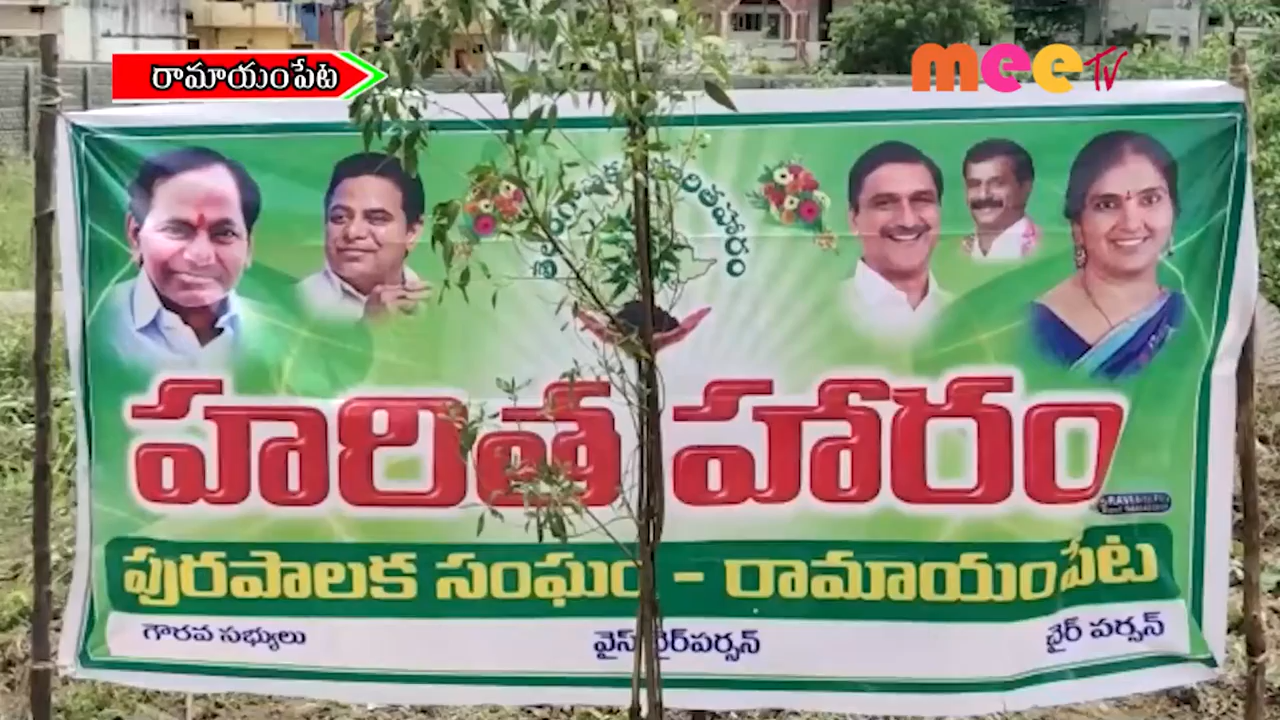 రామాయంపేట
mee TV
హరిత హారం
పురపాలక సంఘం - రామాయంపేట
గౌరవ సభ్యులు
వైస్ చైర్‌పర్సన్
చైర్ పర్సన్